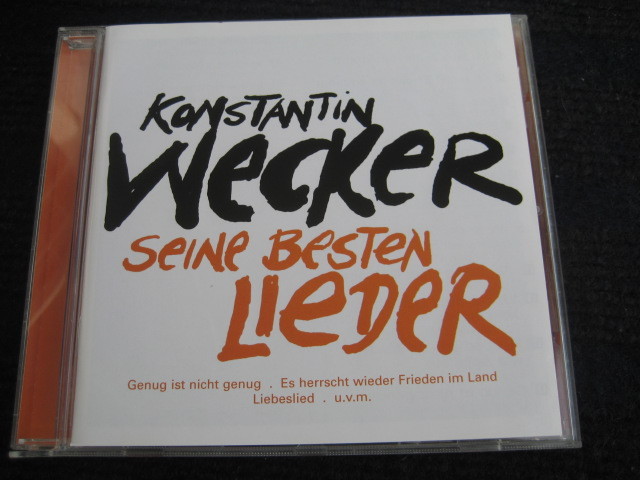 Konstantin
Wecker
Seine Besten
Lieder
Genug ist nicht genug . Es herrscht wieder Frieden im Land
Liebeslied . u.v.m.